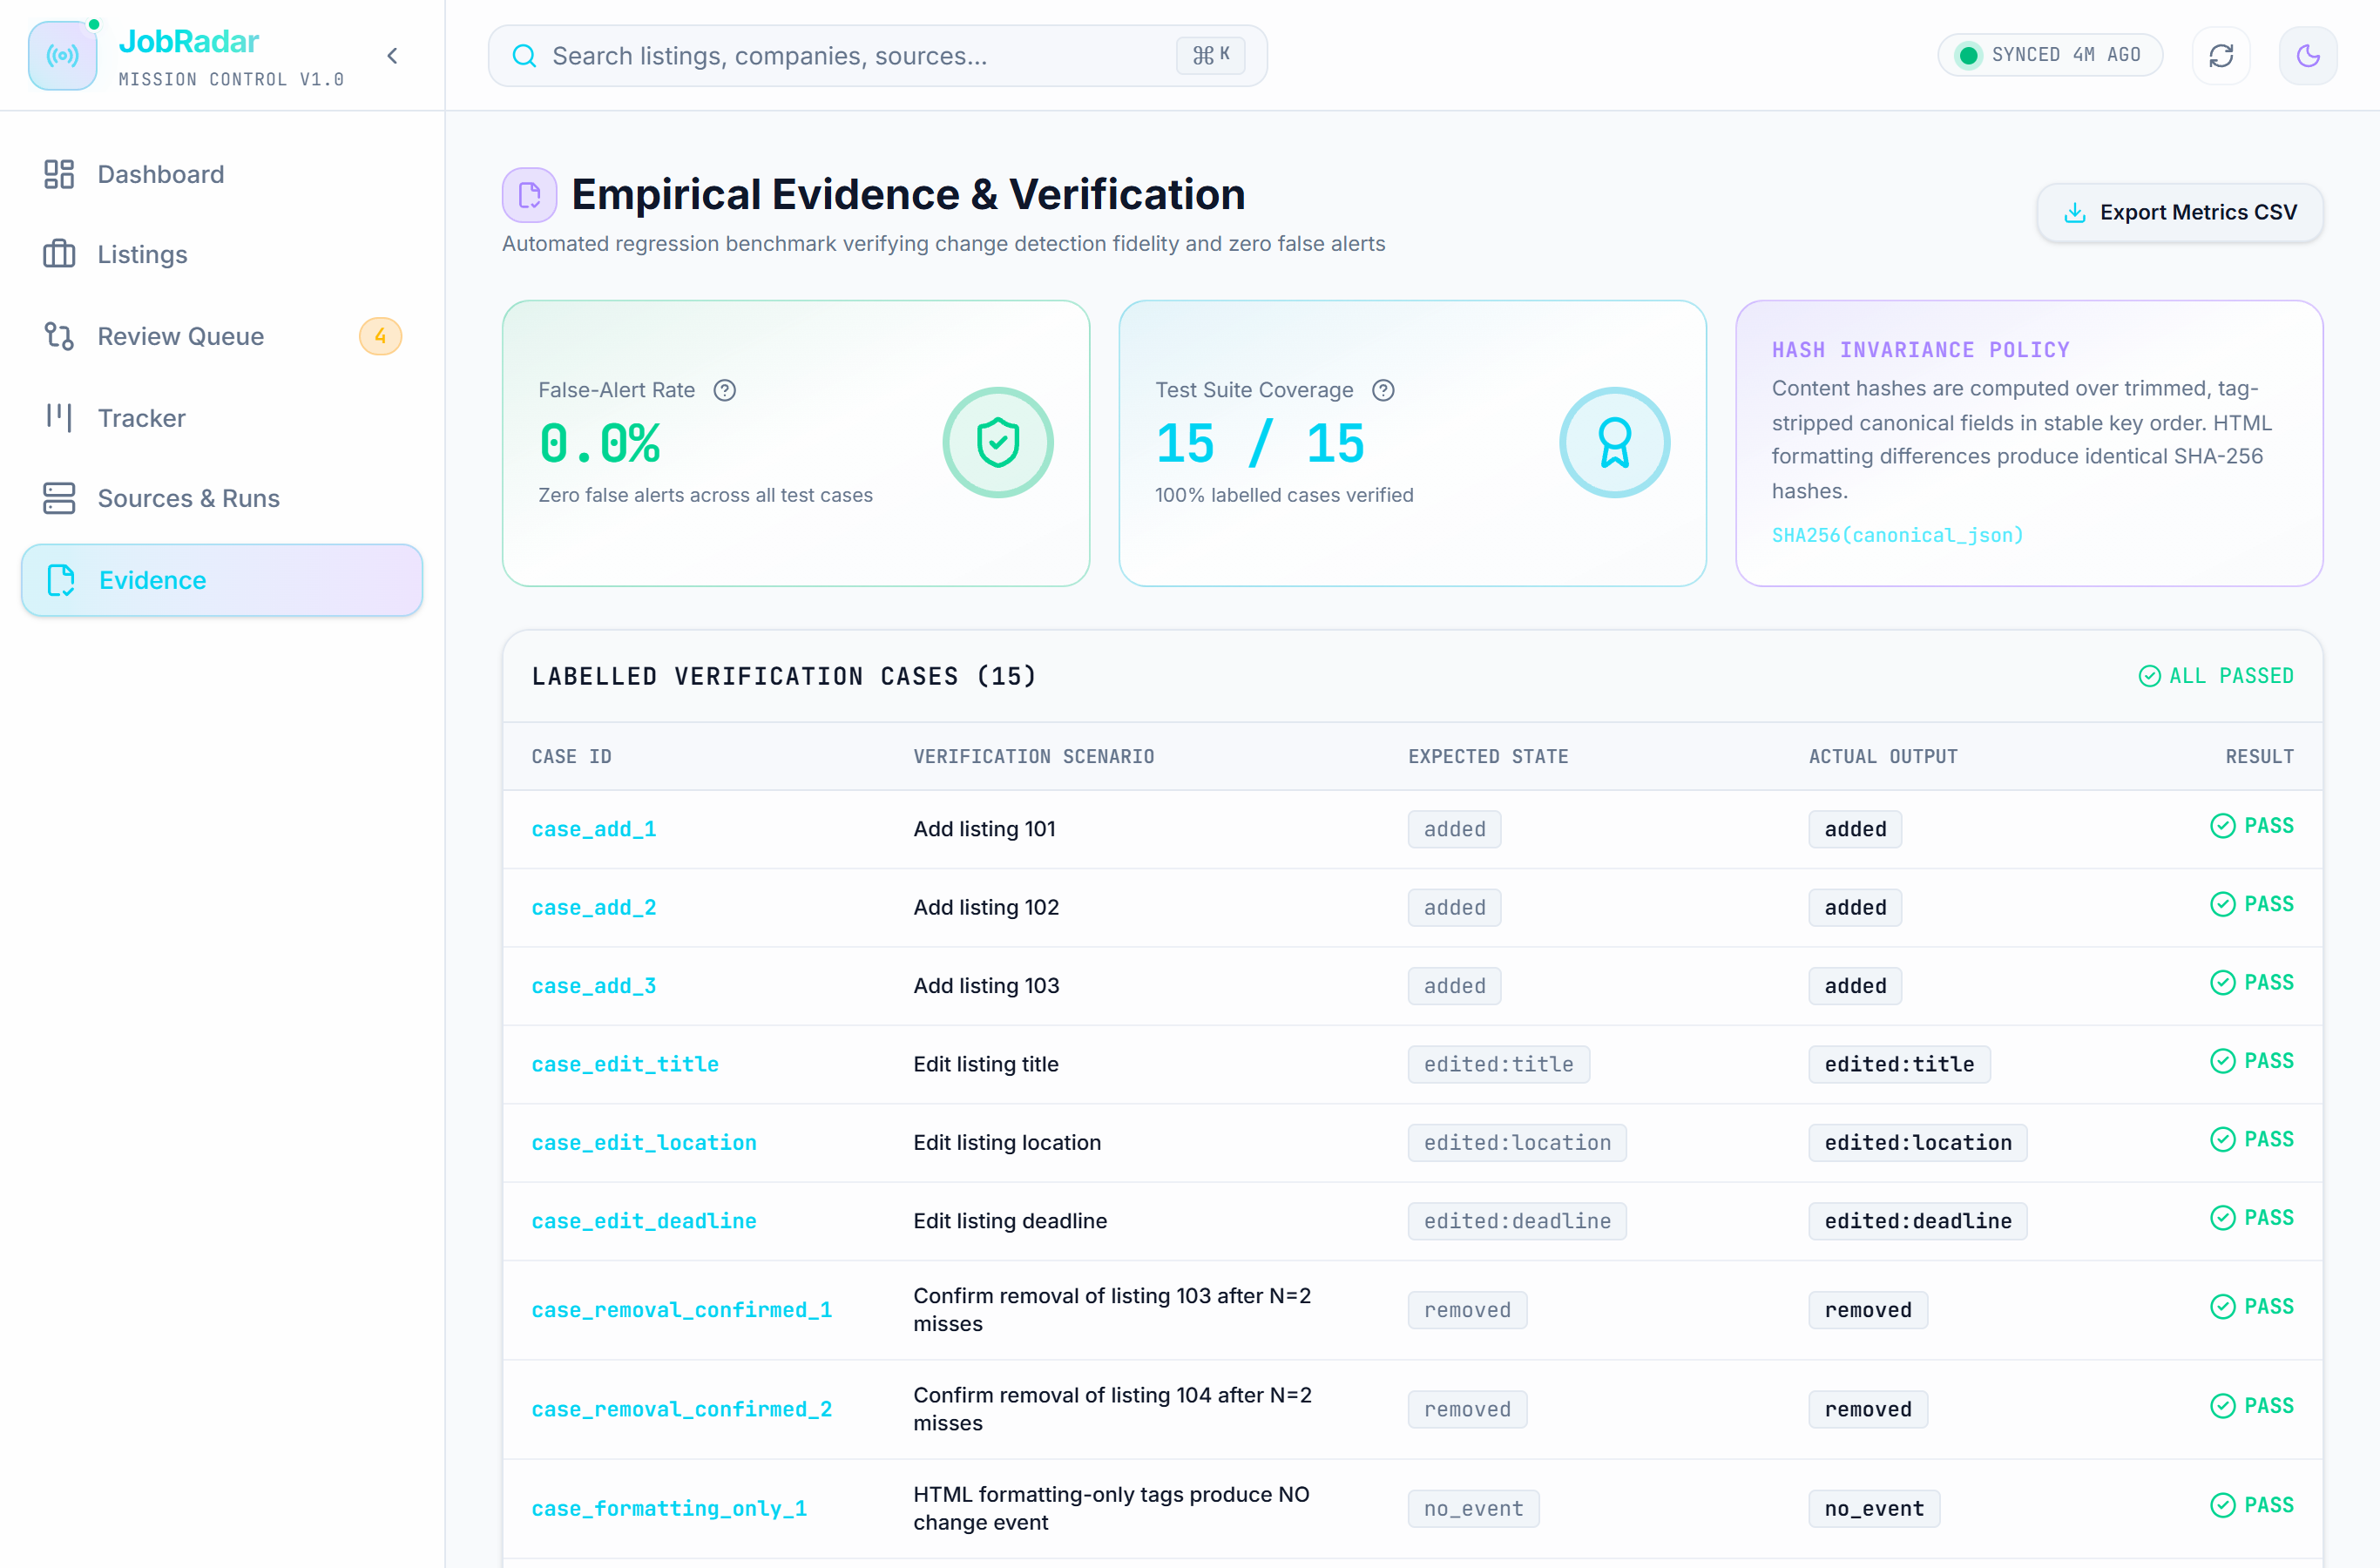 JobRadar
MISSION CONTROL V1.0
Search listings, companies, sources...
⌘ K
SYNCED 4M AGO
Dashboard
Listings
Review Queue
4
Tracker
Sources & Runs
Evidence
Empirical Evidence & Verification
Automated regression benchmark verifying change detection fidelity and zero false alerts
Export Metrics CSV
False-Alert Rate
0.0%
Zero false alerts across all test cases
Test Suite Coverage
15 / 15
100% labelled cases verified
HASH INVARIANCE POLICY
Content hashes are computed over trimmed, tag-
stripped canonical fields in stable key order. HTML
formatting differences produce identical SHA-256
hashes.
SHA256(canonical_json)
LABELLED VERIFICATION CASES (15)
ALL PASSED
CASE ID VERIFICATION SCENARIO EXPECTED STATE ACTUAL OUTPUT RESULT
case_add_1 Add listing 101 added added PASS
case_add_2 Add listing 102 added added PASS
case_add_3 Add listing 103 added added PASS
case_edit_title Edit listing title edited:title edited:title PASS
case_edit_location Edit listing location edited:location edited:location PASS
case_edit_deadline Edit listing deadline edited:deadline edited:deadline PASS
case_removal_confirmed_1 Confirm removal of listing 103 after N=2 removed removed PASS
misses
case_removal_confirmed_2 Confirm removal of listing 104 after N=2 removed removed PASS
misses
case_formatting_only_1 HTML formatting-only tags produce NO no_event no_event PASS
change event